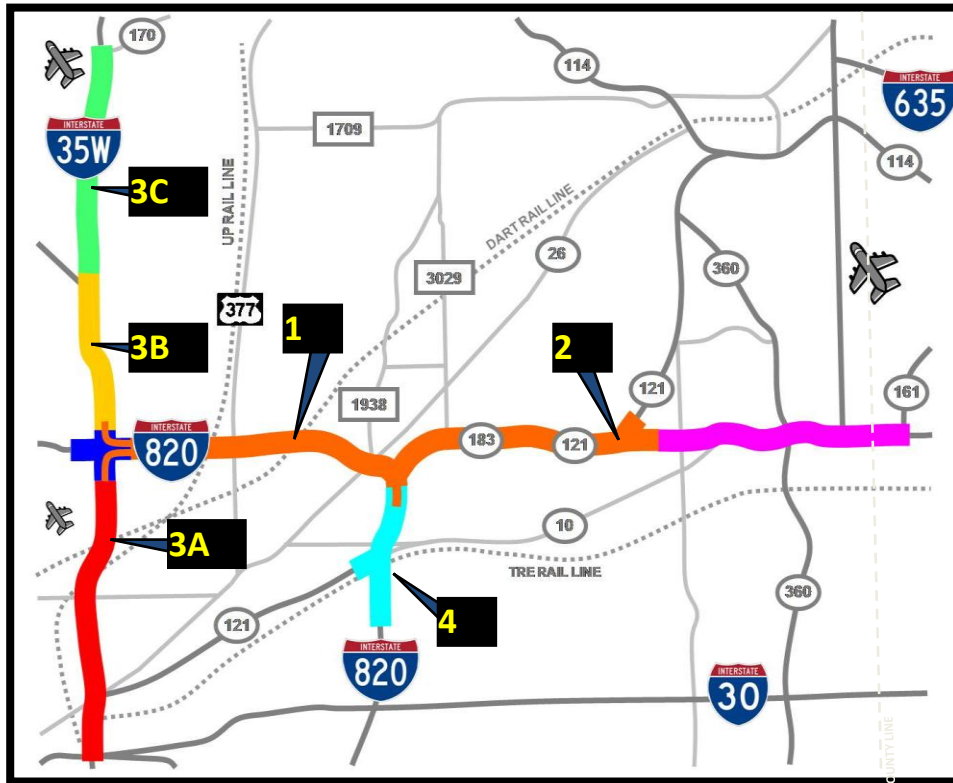 170
114
INTERSTATE
635
INTERSTATE
35W
1709
114
3C
UP RAIL LINE
DART RAIL LINE
26
3029
360
377
3B
1
2
121
1938
161
INTERSTATE
820
183
121
3A
10
TRE RAIL LINE
121
4
360
INTERSTATE
820
INTERSTATE
30
OUNTY LINE